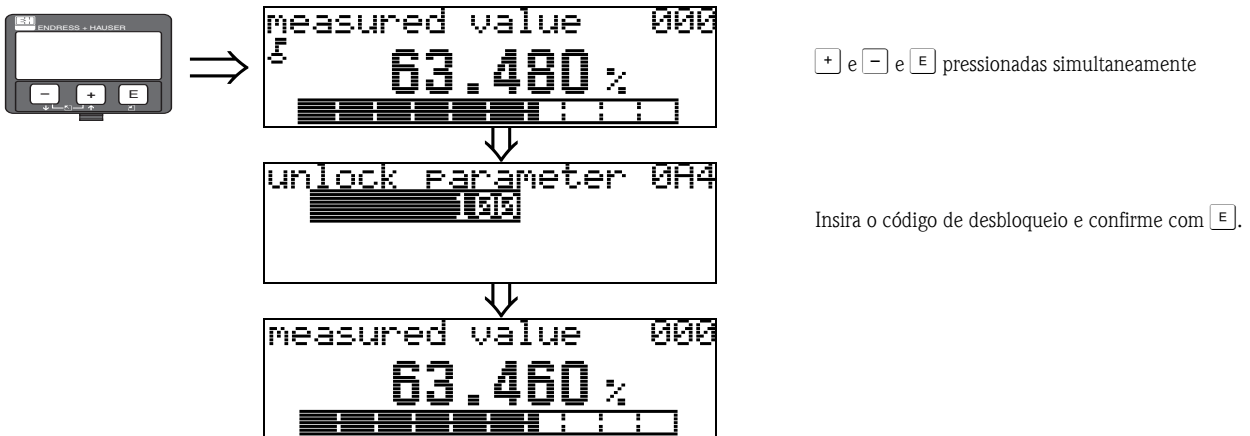 E+H
ENDRESS + HAUSER
− + E
measured value 000
63.480 %
+ e − e E pressionadas simultaneamente
unlock parameter 0A4
100
Insira o código de desbloqueio e confirme com E.
measured value 000
63.460 %